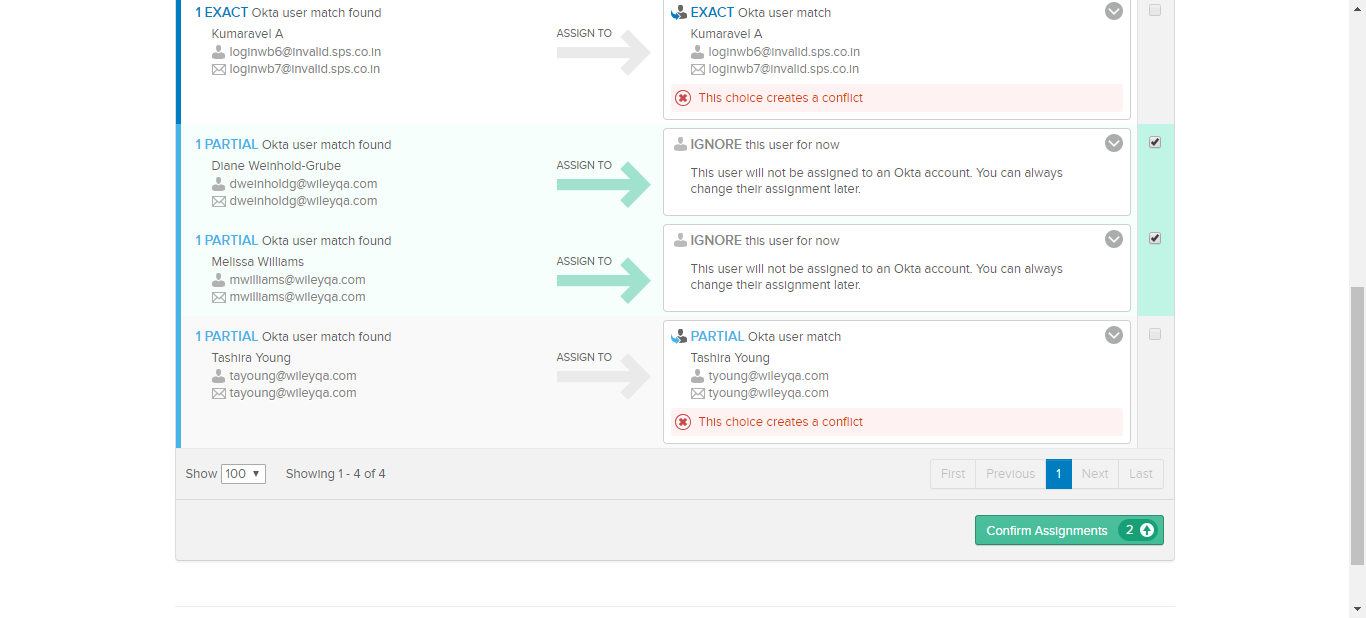 1 EXACT Okta user match found
Kumaravel A
loginwb6@invalid.sps.co.in
loginwb7@invalid.sps.co.in
ASSIGN TO
EXACT Okta user match
Kumaravel A
loginwb6@invalid.sps.co.in
loginwb7@invalid.sps.co.in
This choice creates a conflict
1 PARTIAL Okta user match found
Diane Weinhold-Grube
dweinholdg@wileyqa.com
dweinholdg@wileyqa.com
ASSIGN TO
IGNORE this user for now
This user will not be assigned to an Okta account. You can always
change their assignment later.
1 PARTIAL Okta user match found
Melissa Williams
mwilliams@wileyqa.com
mwilliams@wileyqa.com
ASSIGN TO
IGNORE this user for now
This user will not be assigned to an Okta account. You can always
change their assignment later.
1 PARTIAL Okta user match found
Tashira Young
tayoung@wileyqa.com
tayoung@wileyqa.com
ASSIGN TO
PARTIAL Okta user match
Tashira Young
tyoung@wileyqa.com
tyoung@wileyqa.com
This choice creates a conflict
Show 100 Showing 1 - 4 of 4
First Previous 1 Next Last
Confirm Assignments 2